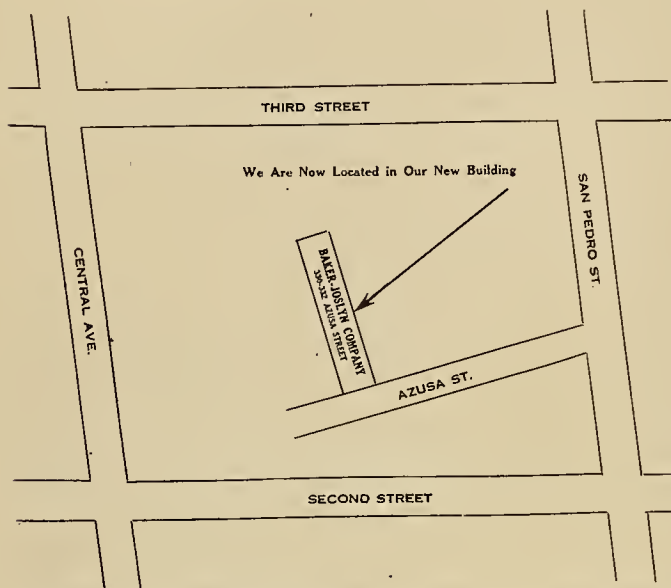 THIRD STREET
We Are Now Located in Our New Building
SAN PEDRO ST.
CENTRAL AVE.
BAKER-JOSLYN COMPANY
330-332 AZUSA STREET
AZUSA ST.
SECOND STREET